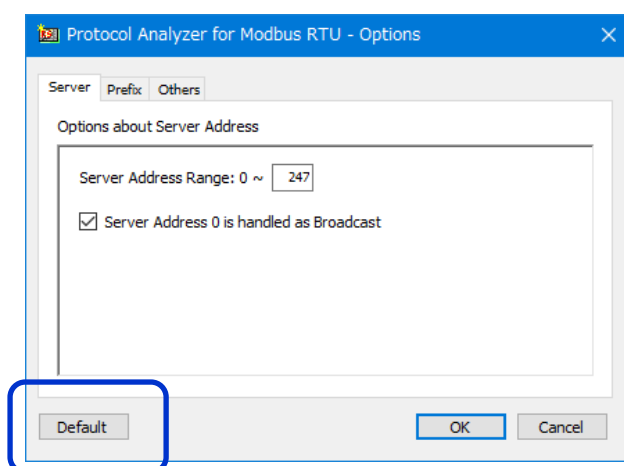 Protocol Analyzer for Modbus RTU - Options
Server Prefix Others
Options about Server Address
Server Address Range: 0 ~ 247
Server Address 0 is handled as Broadcast
Default OK Cancel